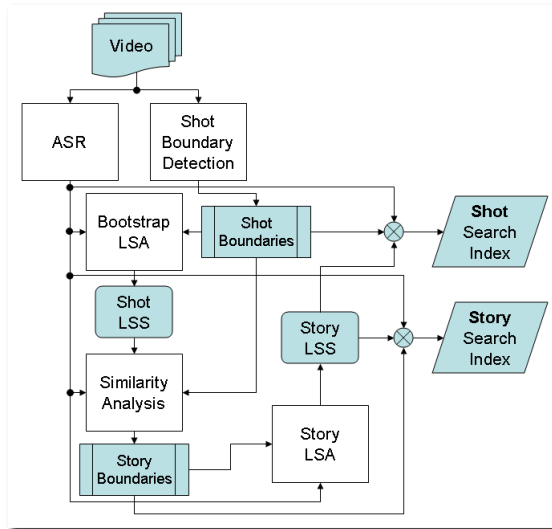 Video
ASR
Shot
Boundary
Detection
Bootstrap
LSA
Shot
Boundaries
Shot
Search
Index
Shot
LSS
Story
LSS
Story
Search
Index
Similarity
Analysis
Story
Boundaries
Story
LSA